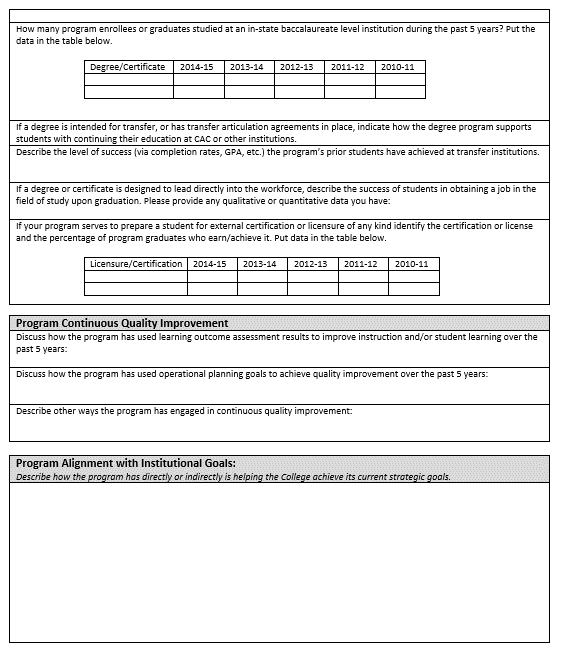 How many program enrollees or graduates studied at an in-state baccalaureate level institution during the past 5 years? Put the
data in the table below.
Degree/Certificate 2014-15 2013-14 2012-13 2011-12 2010-11
If a degree is intended for transfer, or has transfer articulation agreements in place, indicate how the degree program supports
students with continuing their education at CAC or other institutions.
Describe the level of success (via completion rates, GPA, etc.) the program's prior students have achieved at transfer institutions.
If a degree or certificate is designed to lead directly into the workforce, describe the success of students in obtaining a job in the
field of study upon graduation. Please provide any qualitative or quantitative data you have:
If your program serves to prepare a student for external certification or licensure of any kind identify the certification or license
and the percentage of program graduates who earn/achieve it. Put data in the table below.
Licensure/Certification 2014-15 2013-14 2012-13 2011-12 2010-11
Program Continuous Quality Improvement
Discuss how the program has used learning outcome assessment results to improve instruction and/or student learning over the
past 5 years:
Discuss how the program has used operational planning goals to achieve quality improvement over the past 5 years:
Describe other ways the program has engaged in continuous quality improvement:
Program Alignment with Institutional Goals:
Describe how the program has directly or indirectly is helping the College achieve its current strategic goals.